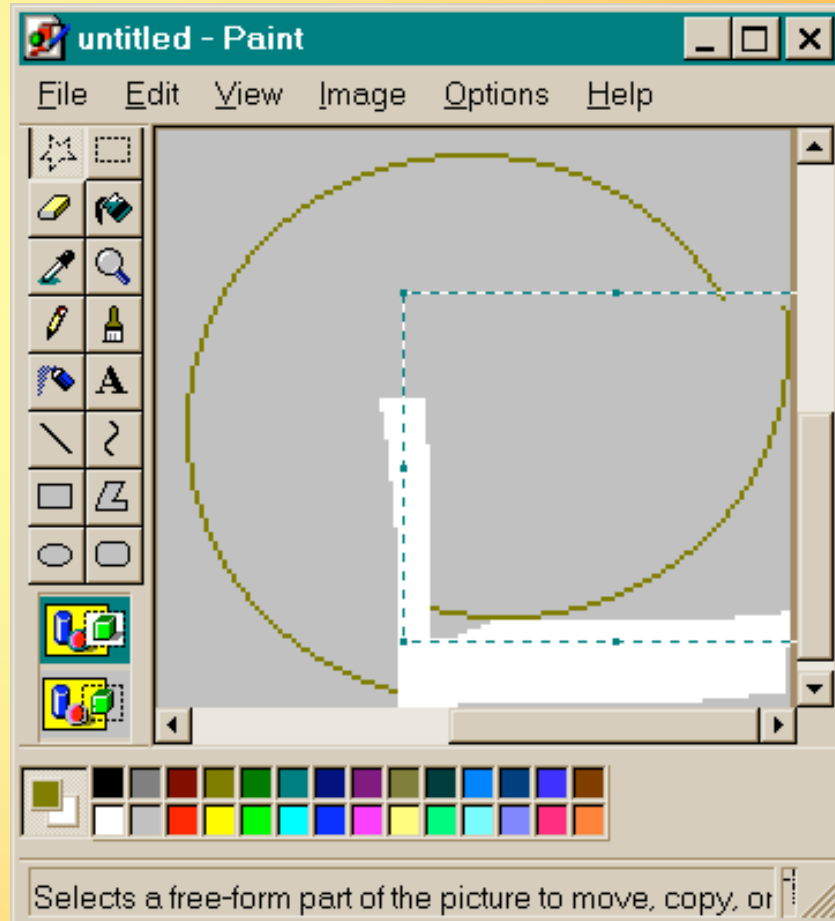 untitled - Paint
File Edit View Image Options Help
A
Selects a free-form part of the picture to move, copy, or